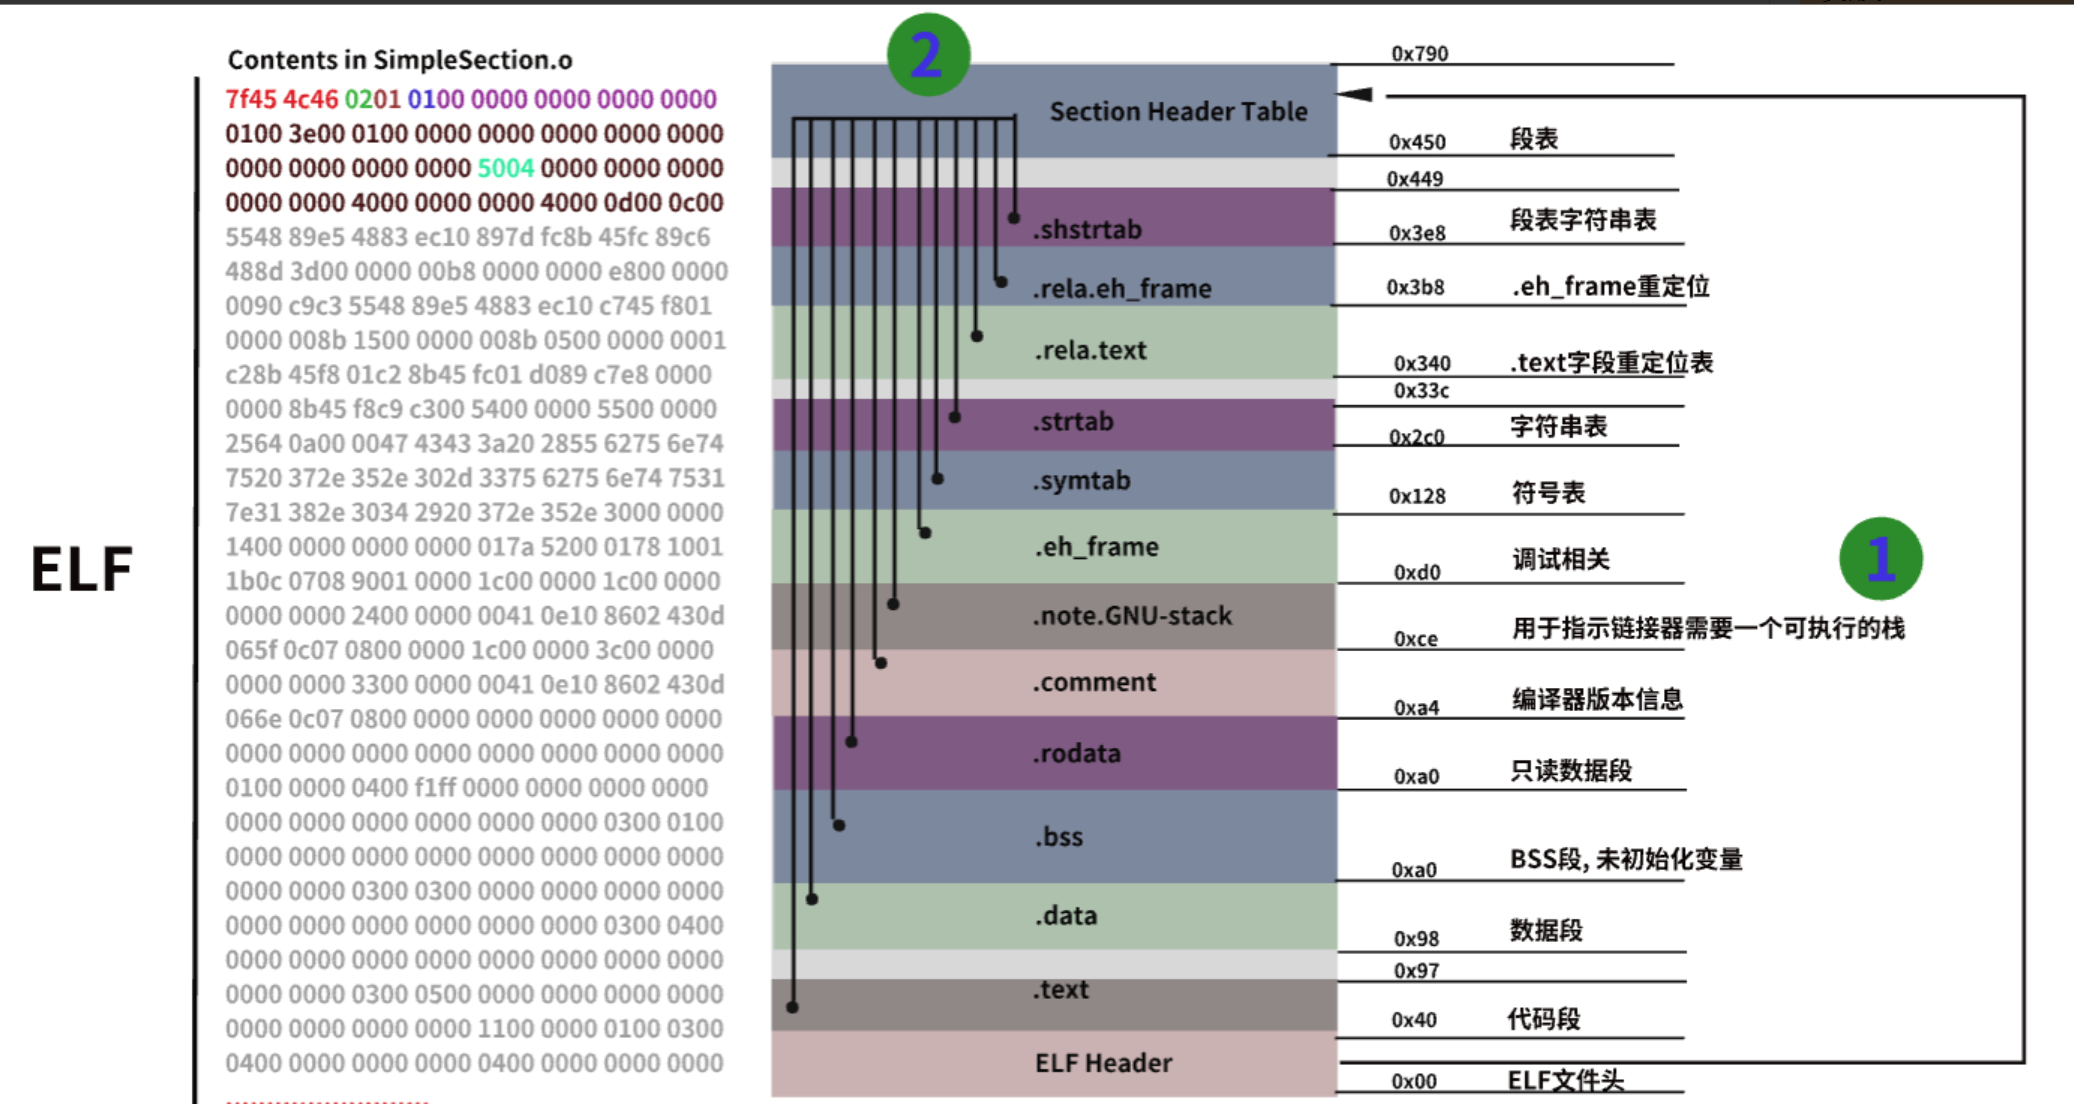 Contents in SimpleSection.o
7f45 4c46 0201 0100 0000 0000 0000 0000
0100 3e00 0100 0000 0000 0000 0000 0000
0000 0000 0000 0000 5004 0000 0000 0000
0000 0000 4000 0000 0000 4000 0d00 0c00
5548 89e5 4883 ec10 897d fc8b 45fc 89c6
488d 3d00 0000 00b8 0000 0000 e800 0000
0090 c9c3 5548 89e5 4883 ec10 c745 f801
0000 008b 1500 0000 008b 0500 0000 0001
c28b 45f8 01c2 8b45 fc01 d089 c7e8 0000
0000 8b45 f8c9 c300 5400 0000 5500 0000
2564 0a00 0047 4343 3a20 2855 6275 6e74
7520 372e 352e 302d 3375 6275 6e74 7531
7e31 382e 3034 2920 372e 352e 3000 0000
1400 0000 0000 0000 017a 5200 0178 1001
1b0c 0708 9001 0000 1c00 0000 1c00 0000
0000 0000 2400 0000 0041 0e10 8602 430d
065f 0c07 0800 0000 1c00 0000 3c00 0000
0000 0000 3300 0000 0041 0e10 8602 430d
066e 0c07 0800 0000 0000 0000 0000 0000
0000 0000 0000 0000 0000 0000 0000 0000
0100 0000 0400 f1ff 0000 0000 0000 0000
0000 0000 0000 0000 0000 0000 0300 0100
0000 0000 0000 0000 0000 0000 0000 0000
0000 0000 0300 0300 0000 0000 0000 0000
0000 0000 0000 0000 0000 0000 0300 0400
0000 0000 0000 0000 0000 0000 0000 0000
0000 0000 0300 0500 0000 0000 0000 0000
0000 0000 0000 0000 1100 0000 0100 0300
0400 0000 0000 0000 0400 0000 0000 0000
ELF
2
0x790
Section Header Table
0x450 段表
0x449
.shstrtab
0x3e8 段表字符串表
.rela.eh_frame
0x3b8 .eh_frame重定位
.rela.text
0x340 .text字段重定位表
0x33c
.strtab
0x2c0 字符串表
.symtab
0x128 符号表
.eh_frame
0xd0 调试相关
1
.note.GNU-stack
0xce 用于指示链接器需要一个可执行的栈
.comment
0xa4 编译器版本信息
.rodata
0xa0 只读数据段
.bss
0xa0 BSS段, 未初始化变量
.data
0x98 数据段
0x97
.text
0x40 代码段
ELF Header
0x00 ELF文件头